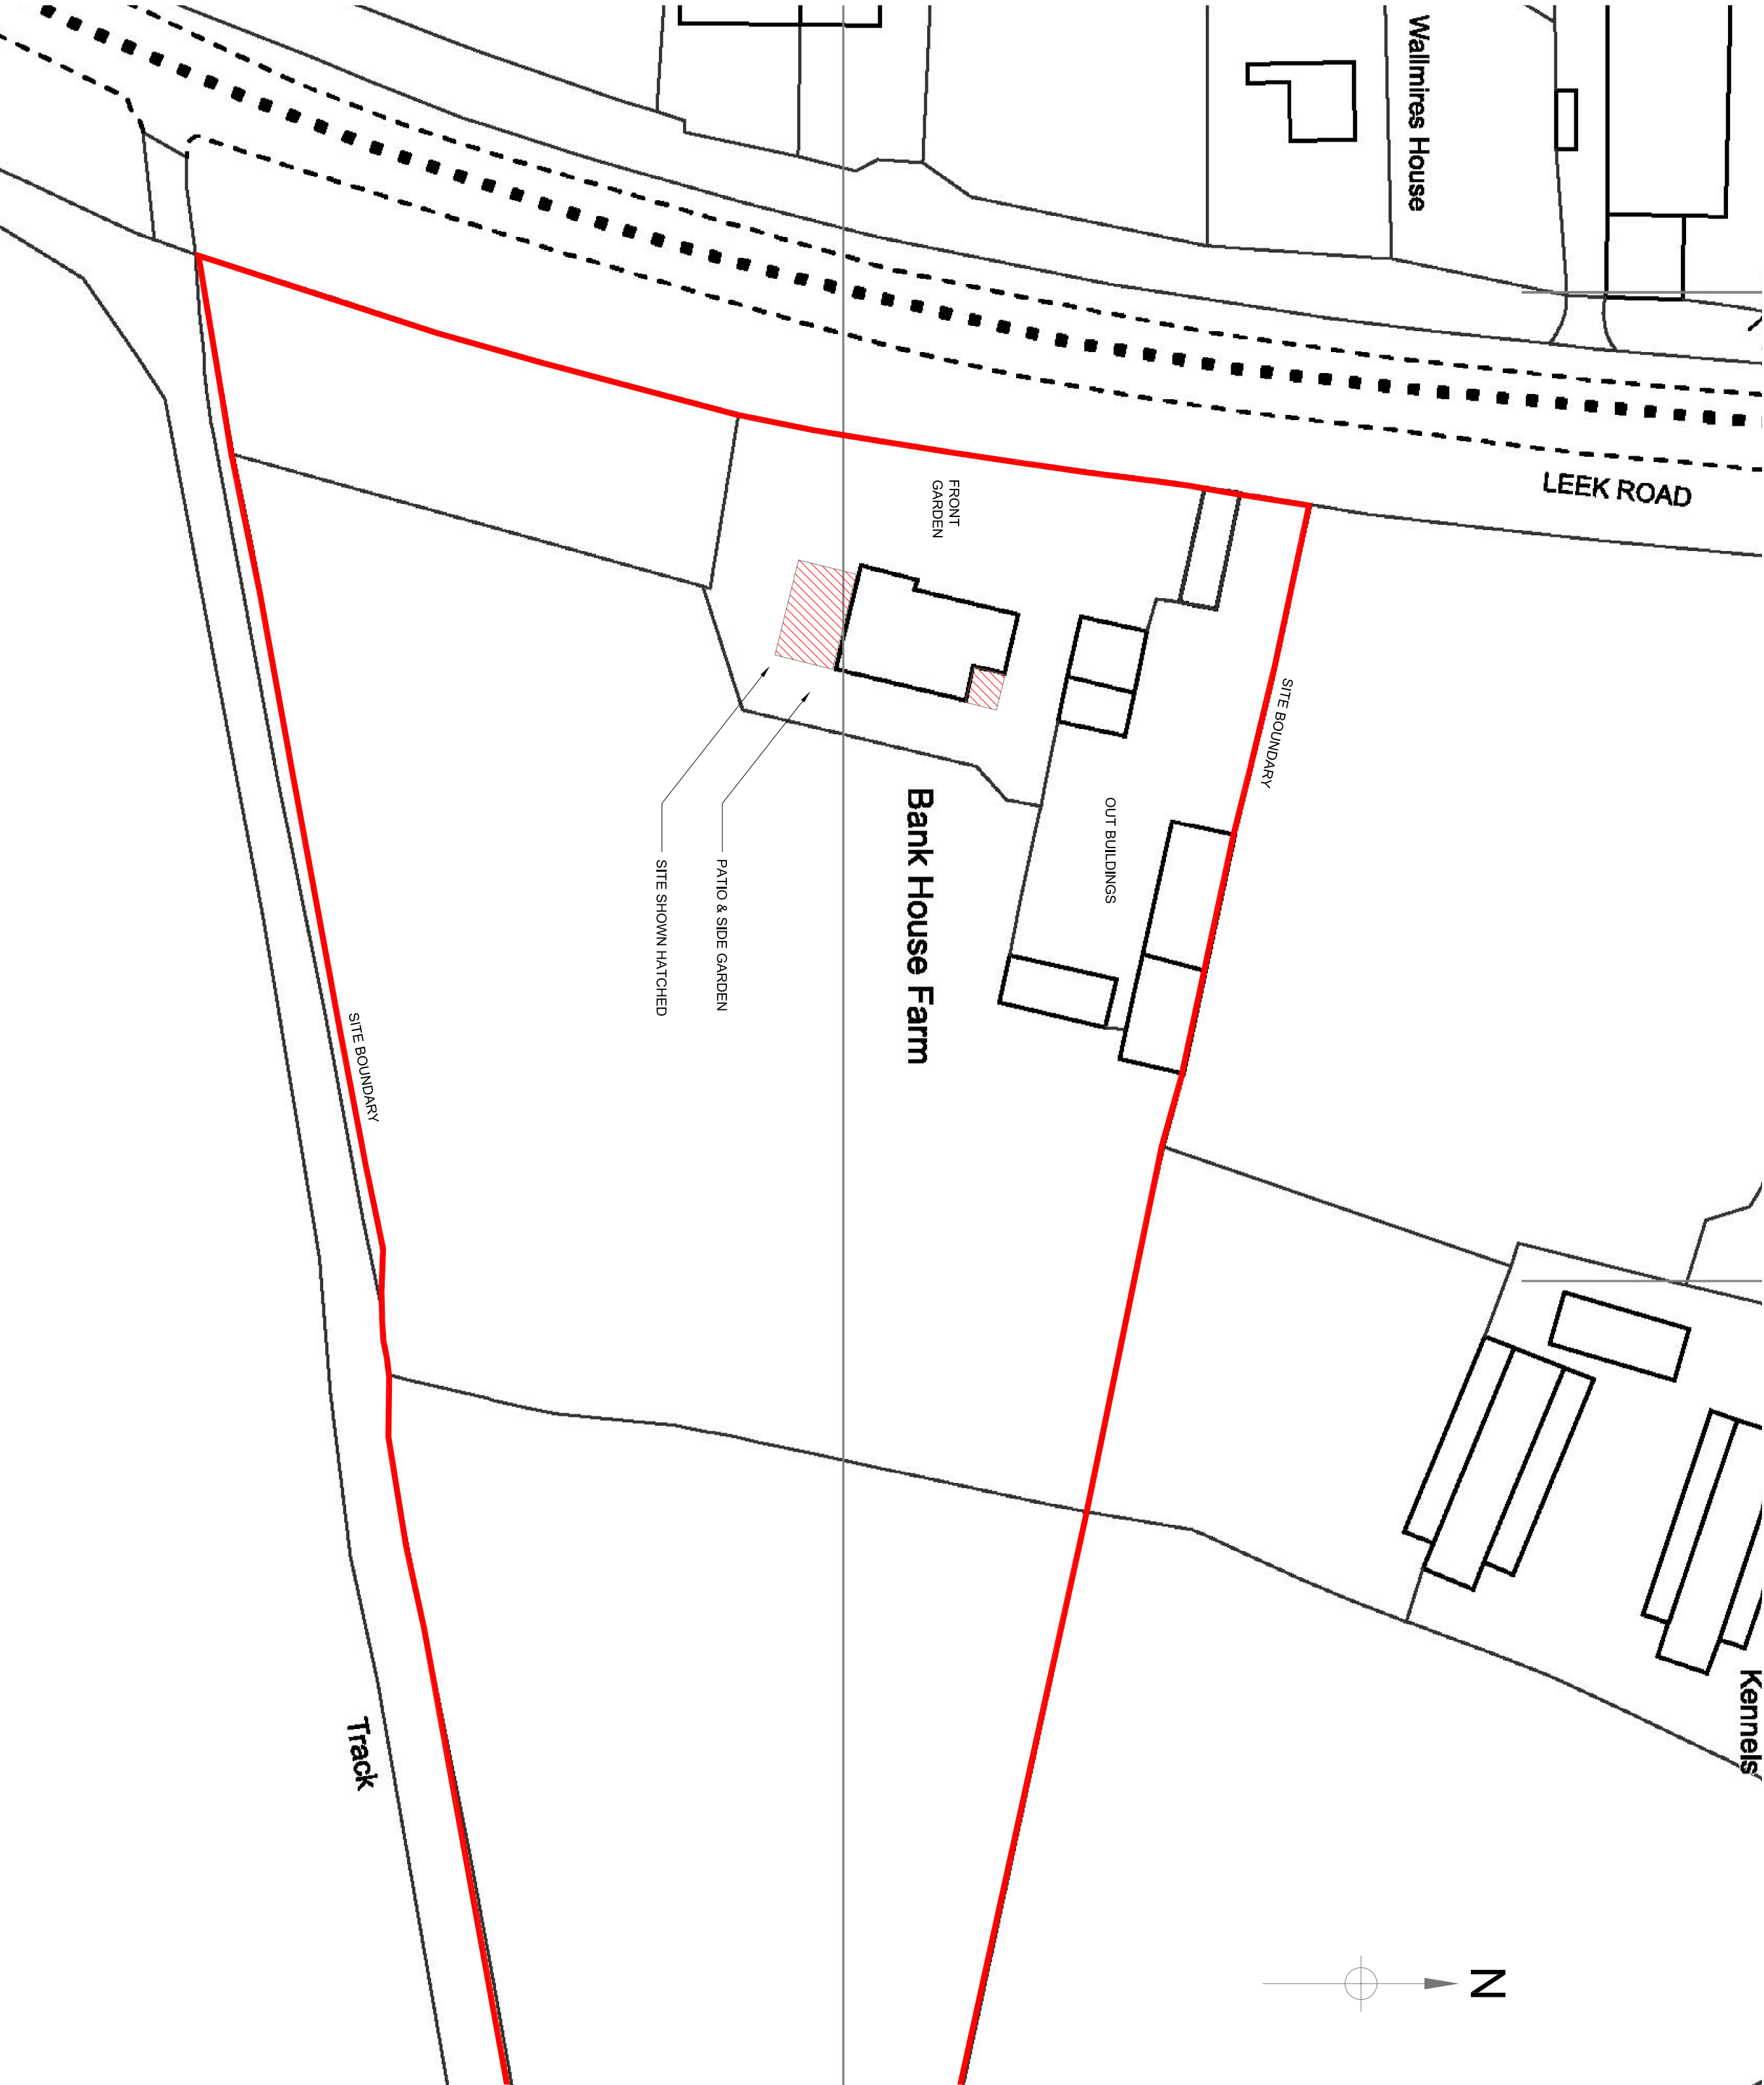 Wallmires House
LEEK ROAD
FRONT
GARDEN
SITE BOUNDARY
OUT BUILDINGS
Bank House Farm
PATIO & SIDE GARDEN
SITE SHOWN HATCHED
SITE BOUNDARY
Kennels
Track
N